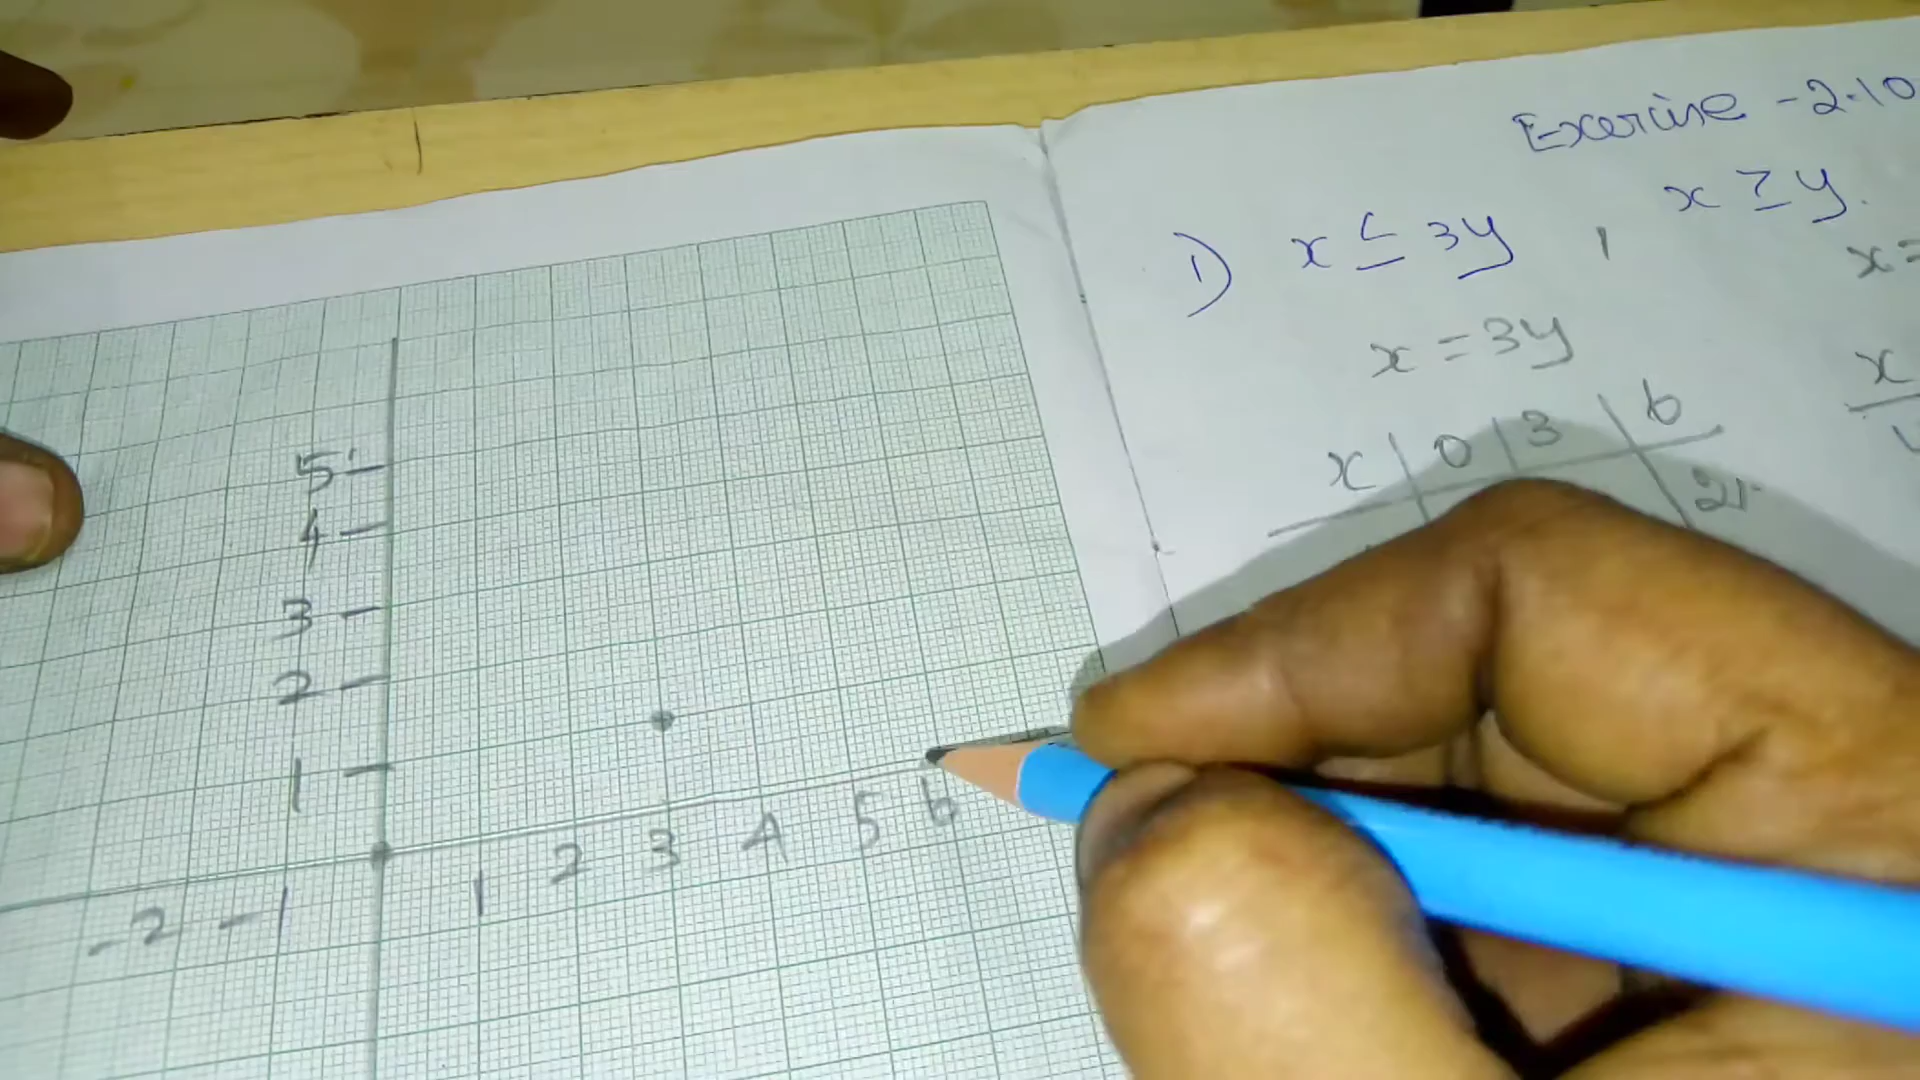 Exercise - 2.10
1) x ≤ 3y , x ≥ y.
x = 3y
x =
x | 0 | 3 | 6
x
2
5
4
3
2
1
-2 -1 1 2 3 4 5 6